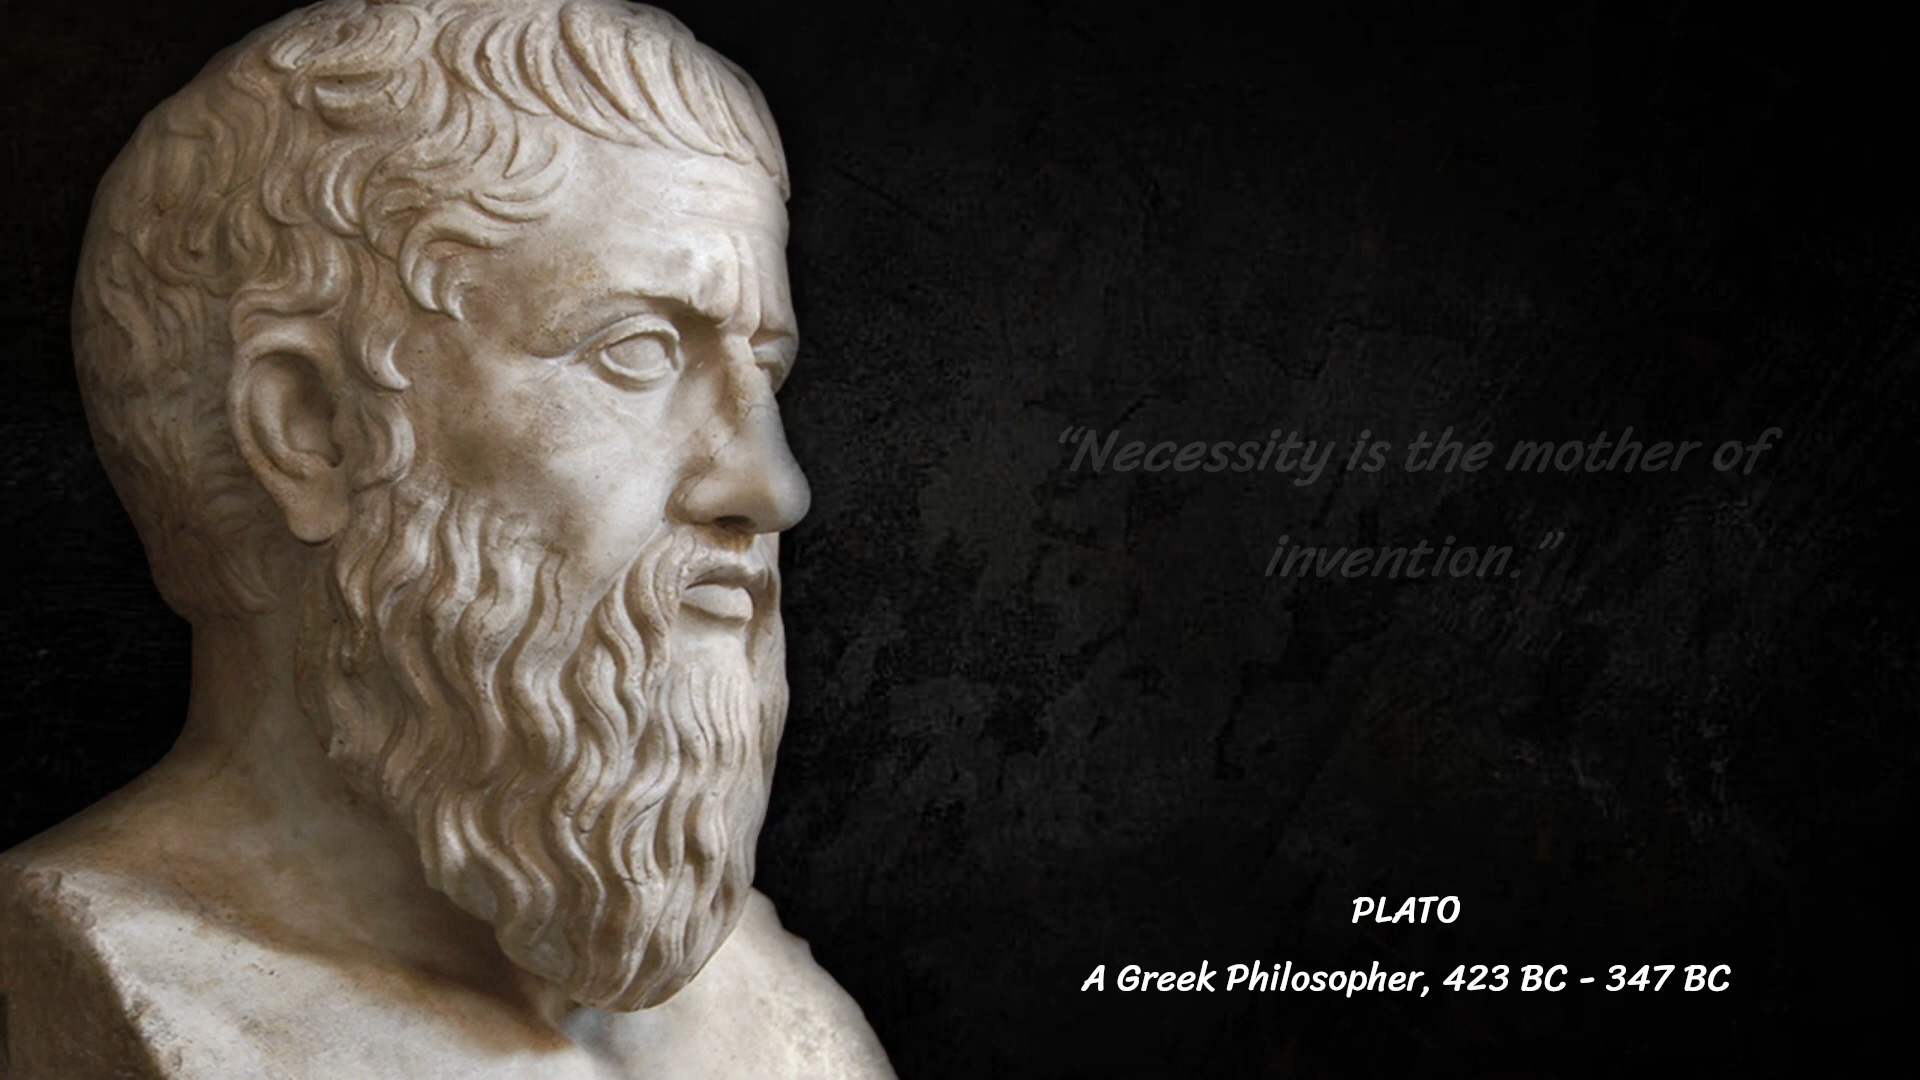 “Necessity is the mother of
invention.”
PLATO
A Greek Philosopher, 423 BC - 347 BC